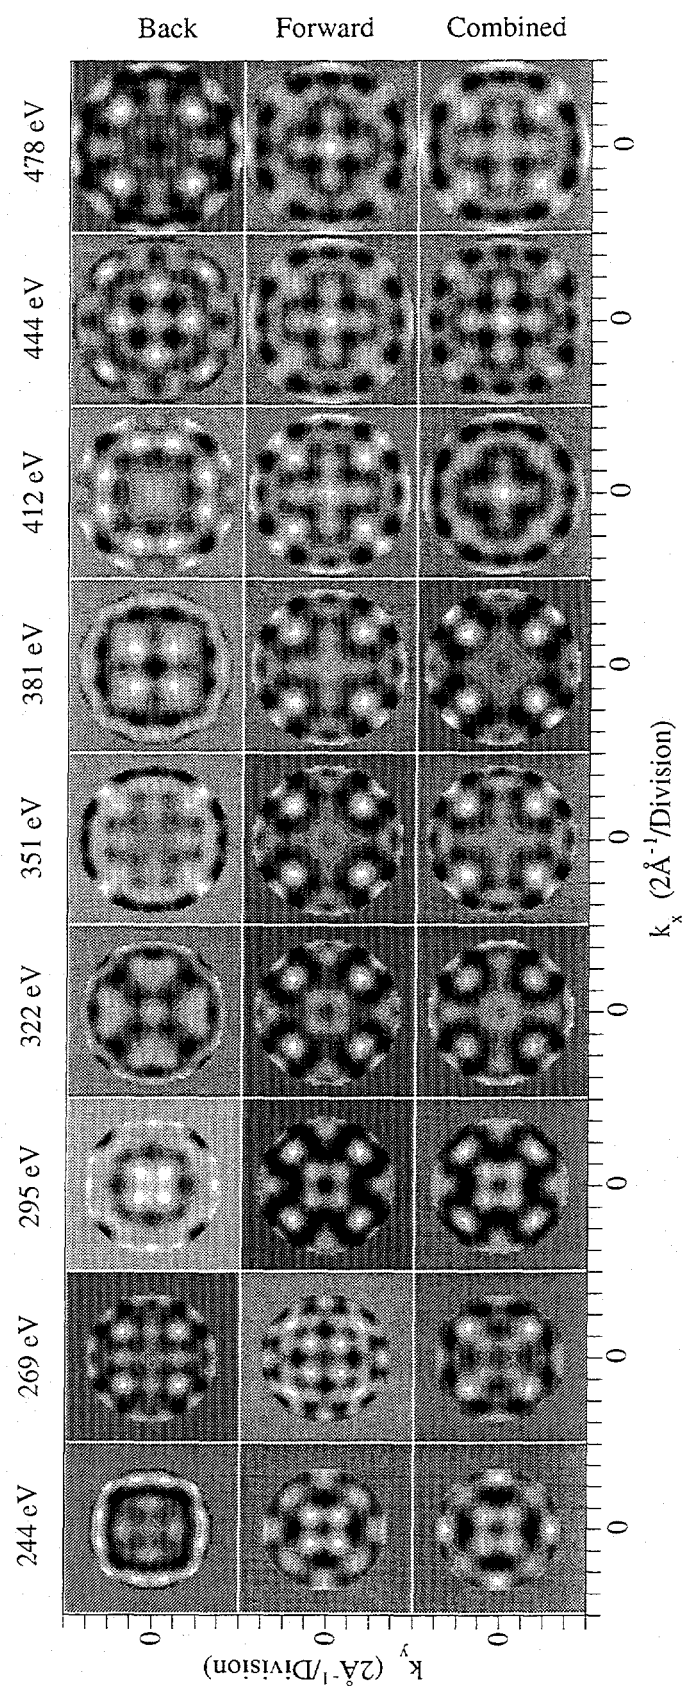 Back Forward Combined
478 eV
444 eV
412 eV
381 eV
351 eV
322 eV
295 eV
269 eV
244 eV
0
0
0
0
0
0
0
0
0
kx (2Å-1/Division)
0 0 0
ky (2Å-1/Division)